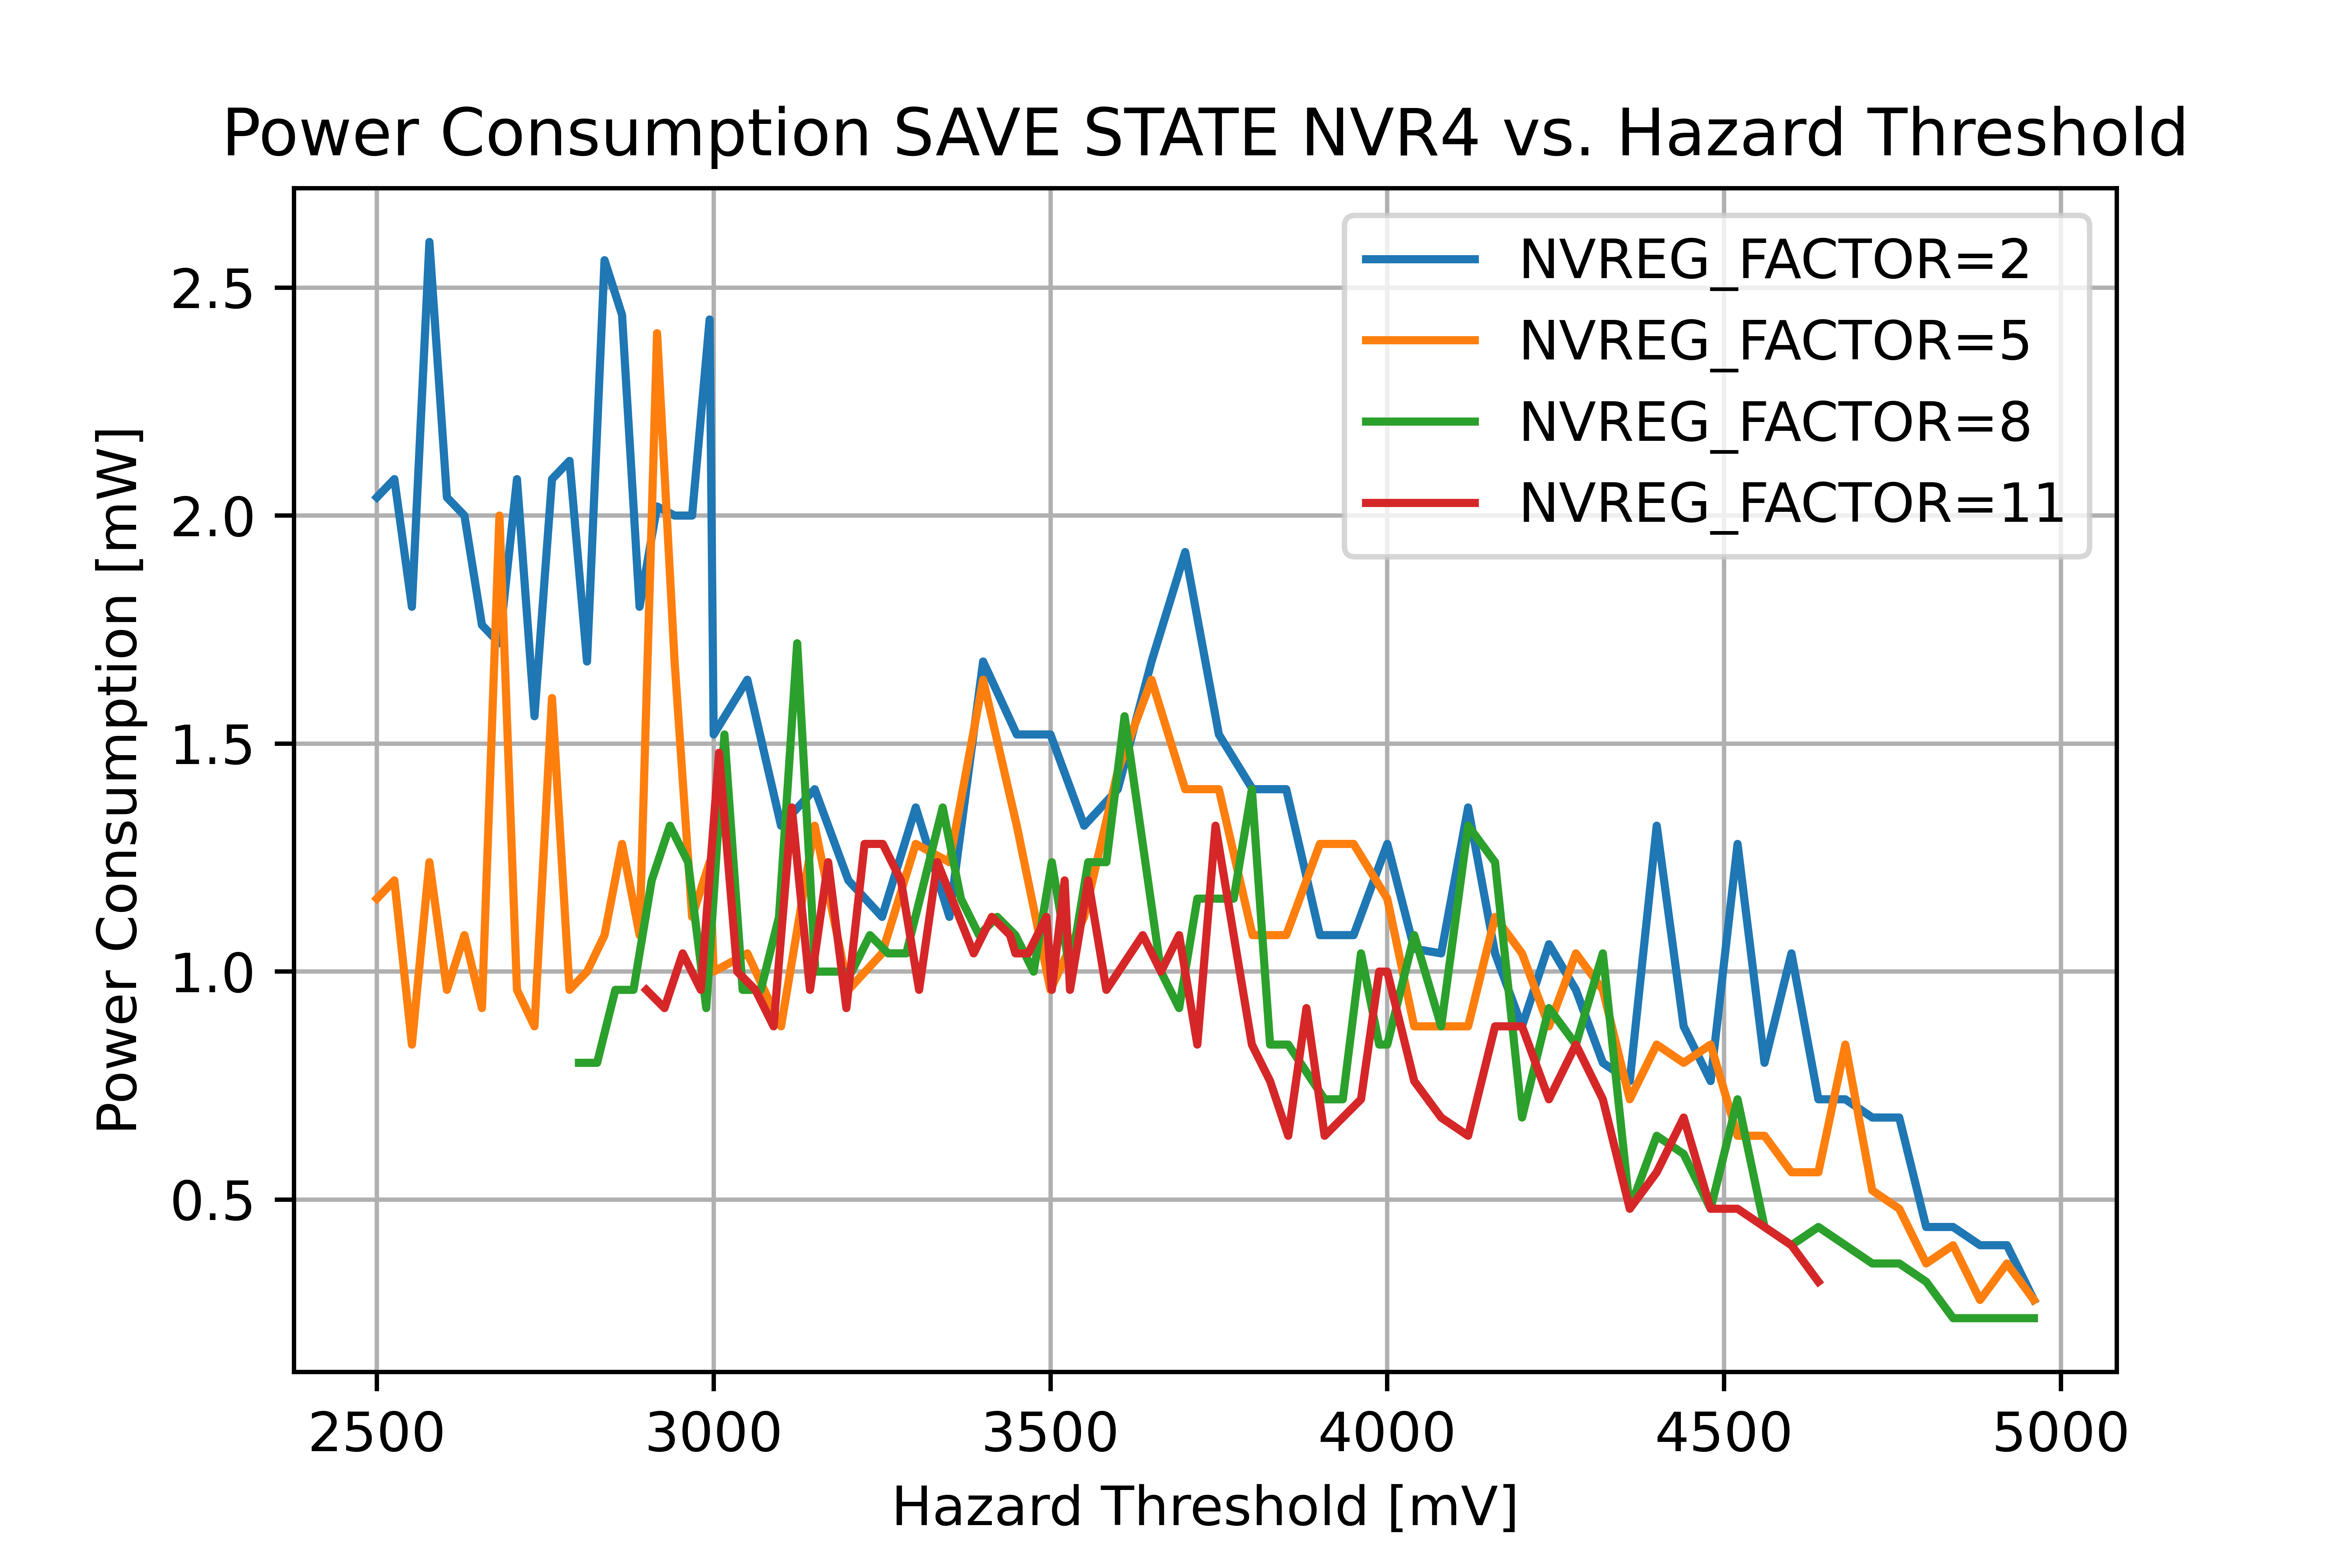 Power Consumption SAVE STATE NVR4 vs. Hazard Threshold
NVREG_FACTOR=2
NVREG_FACTOR=5
NVREG_FACTOR=8
NVREG_FACTOR=11
Power Consumption [mW]
2.5
2.0
1.5
1.0
0.5
2500 3000 3500 4000 4500 5000
Hazard Threshold [mV]